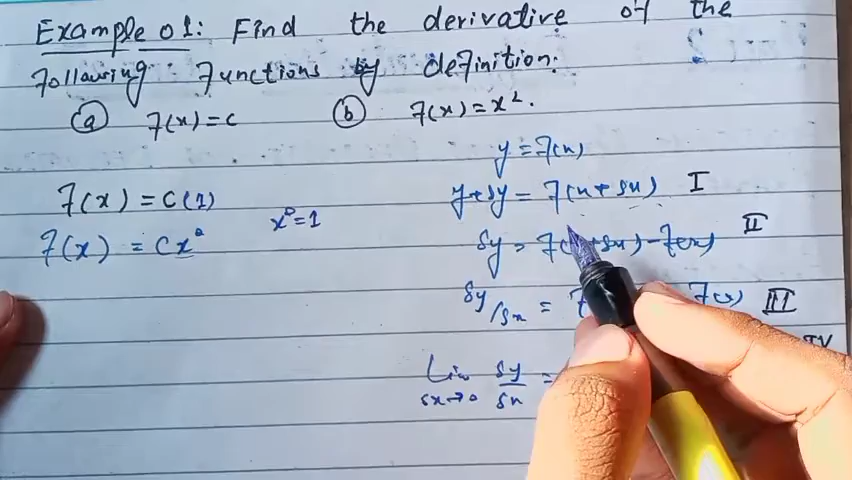 Example 01: Find the derivative of the
Following Functions by definition.
(a) f(x) = c (b) f(x) = x².
y = f(x)
f(x) = c(1)
y+δy = f(x+δx) I
x⁰=1
f(x) = cx⁰
δy = f(x+δx) - f(x) II
δy/δx = f f(x) III
IV
Lim δy/δx =
δx→0